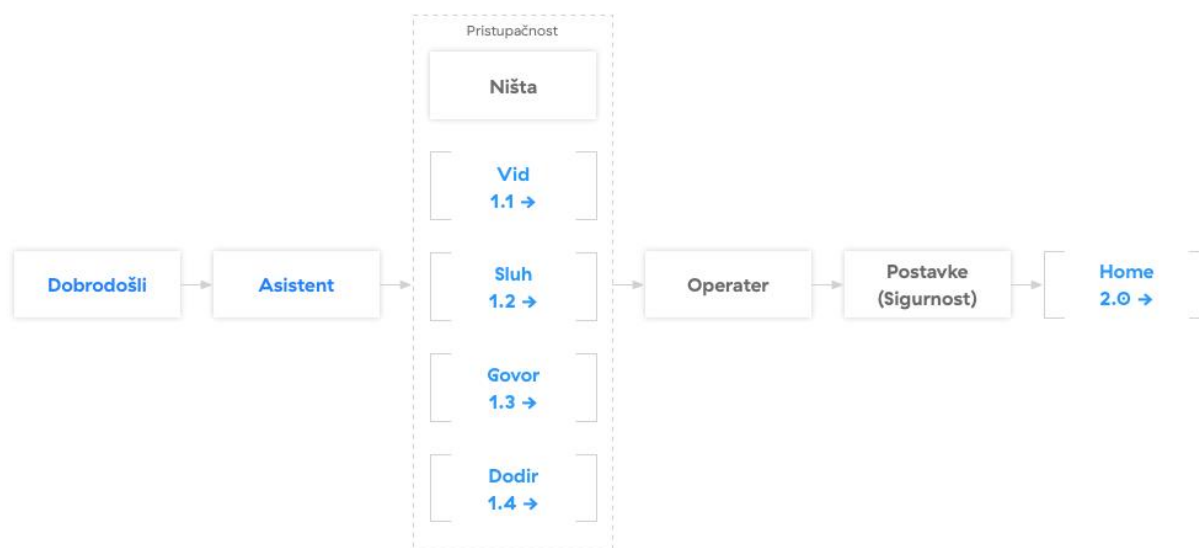 Pristupačnost
Ništa
Vid
1.1 →
Dobrodošli
Asistent
Sluh
1.2 →
Operater
Postavke
(Sigurnost)
Home
2.0 →
Govor
1.3 →
Dodir
1.4 →